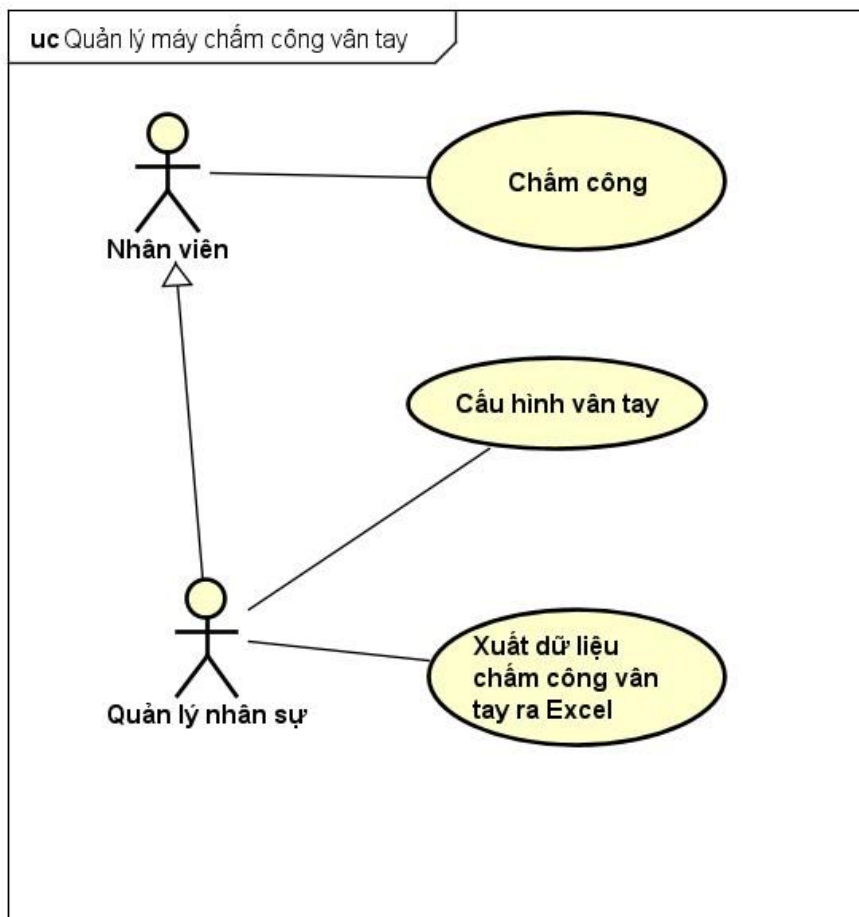 uc Quản lý máy chấm công vân tay
Chấm công
Nhân viên
Cấu hình vân tay
Xuất dữ liệu
chấm công vân
tay ra Excel
Quản lý nhân sự